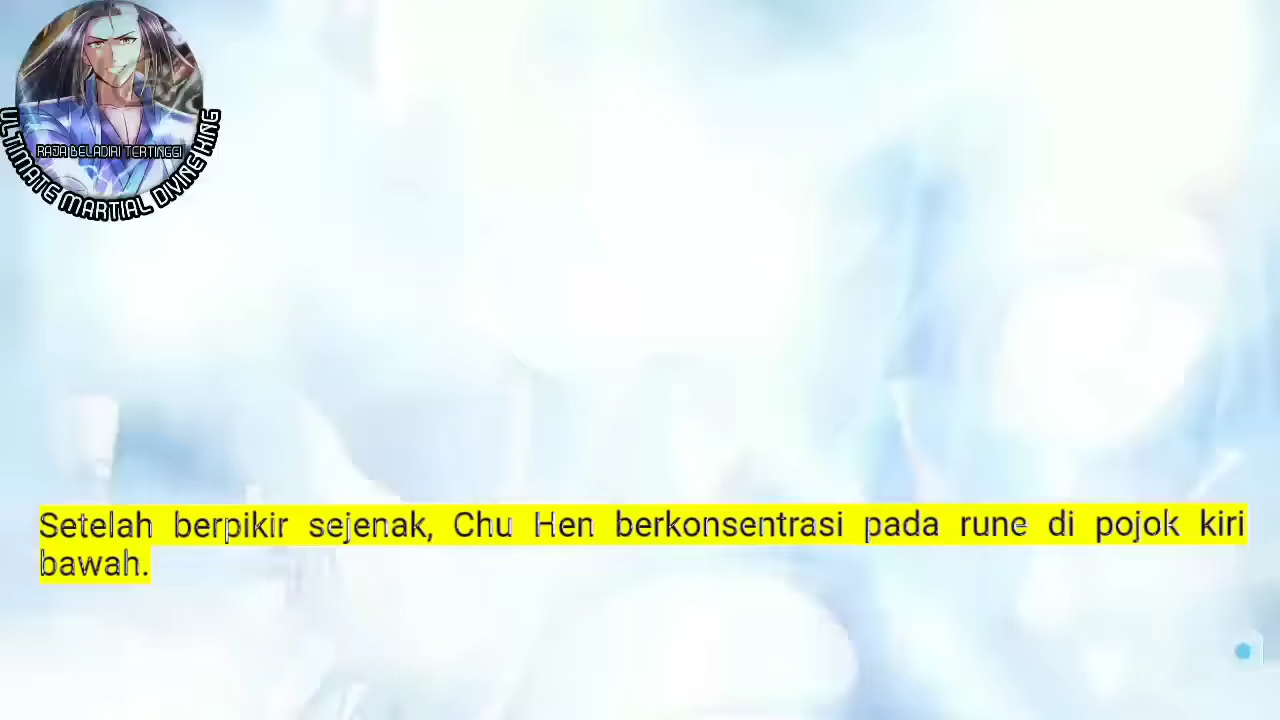 RAJA BELADIRI TERTINGGI
ULTIMATE MARTIAL DIVINE KING
Setelah berpikir sejenak, Chu Hen berkonsentrasi pada rune di pojok kiri
bawah.